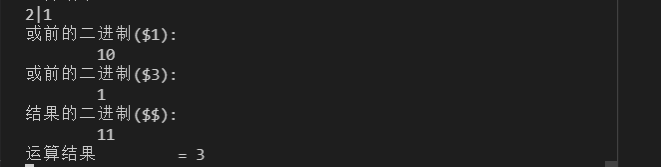 2|1
或前的二进制($1):
10
或前的二进制($3):
1
结果的二进制($$):
11
运算结果 = 3